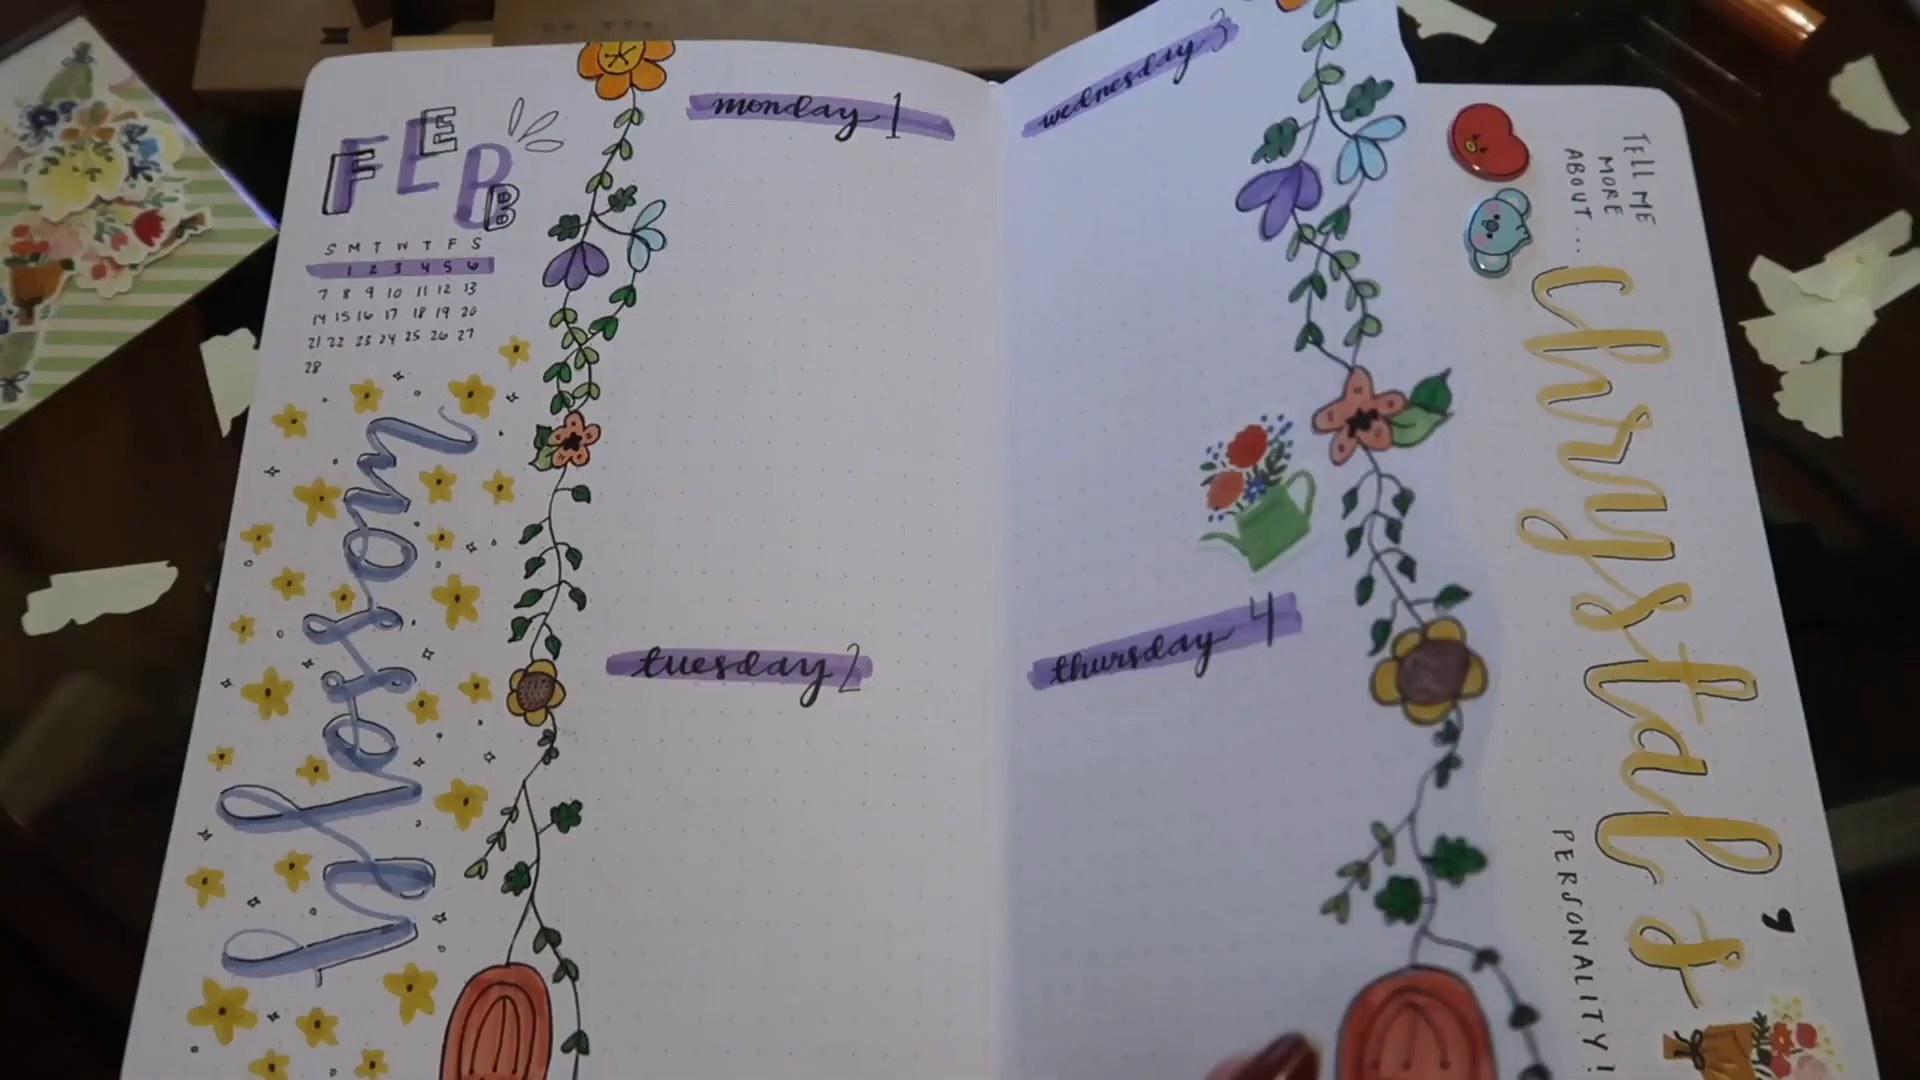 FEB
FEB
S M T W T F S
1 2 3 4 5 6
7 8 9 10 11 12 13
14 15 16 17 18 19 20
21 22 23 24 25 26 27
28
blossom
monday 1
tuesday 2
wednesday 3
thursday 4
TELL ME
MORE
ABOUT...
Chrystal's
PERSONALITY!